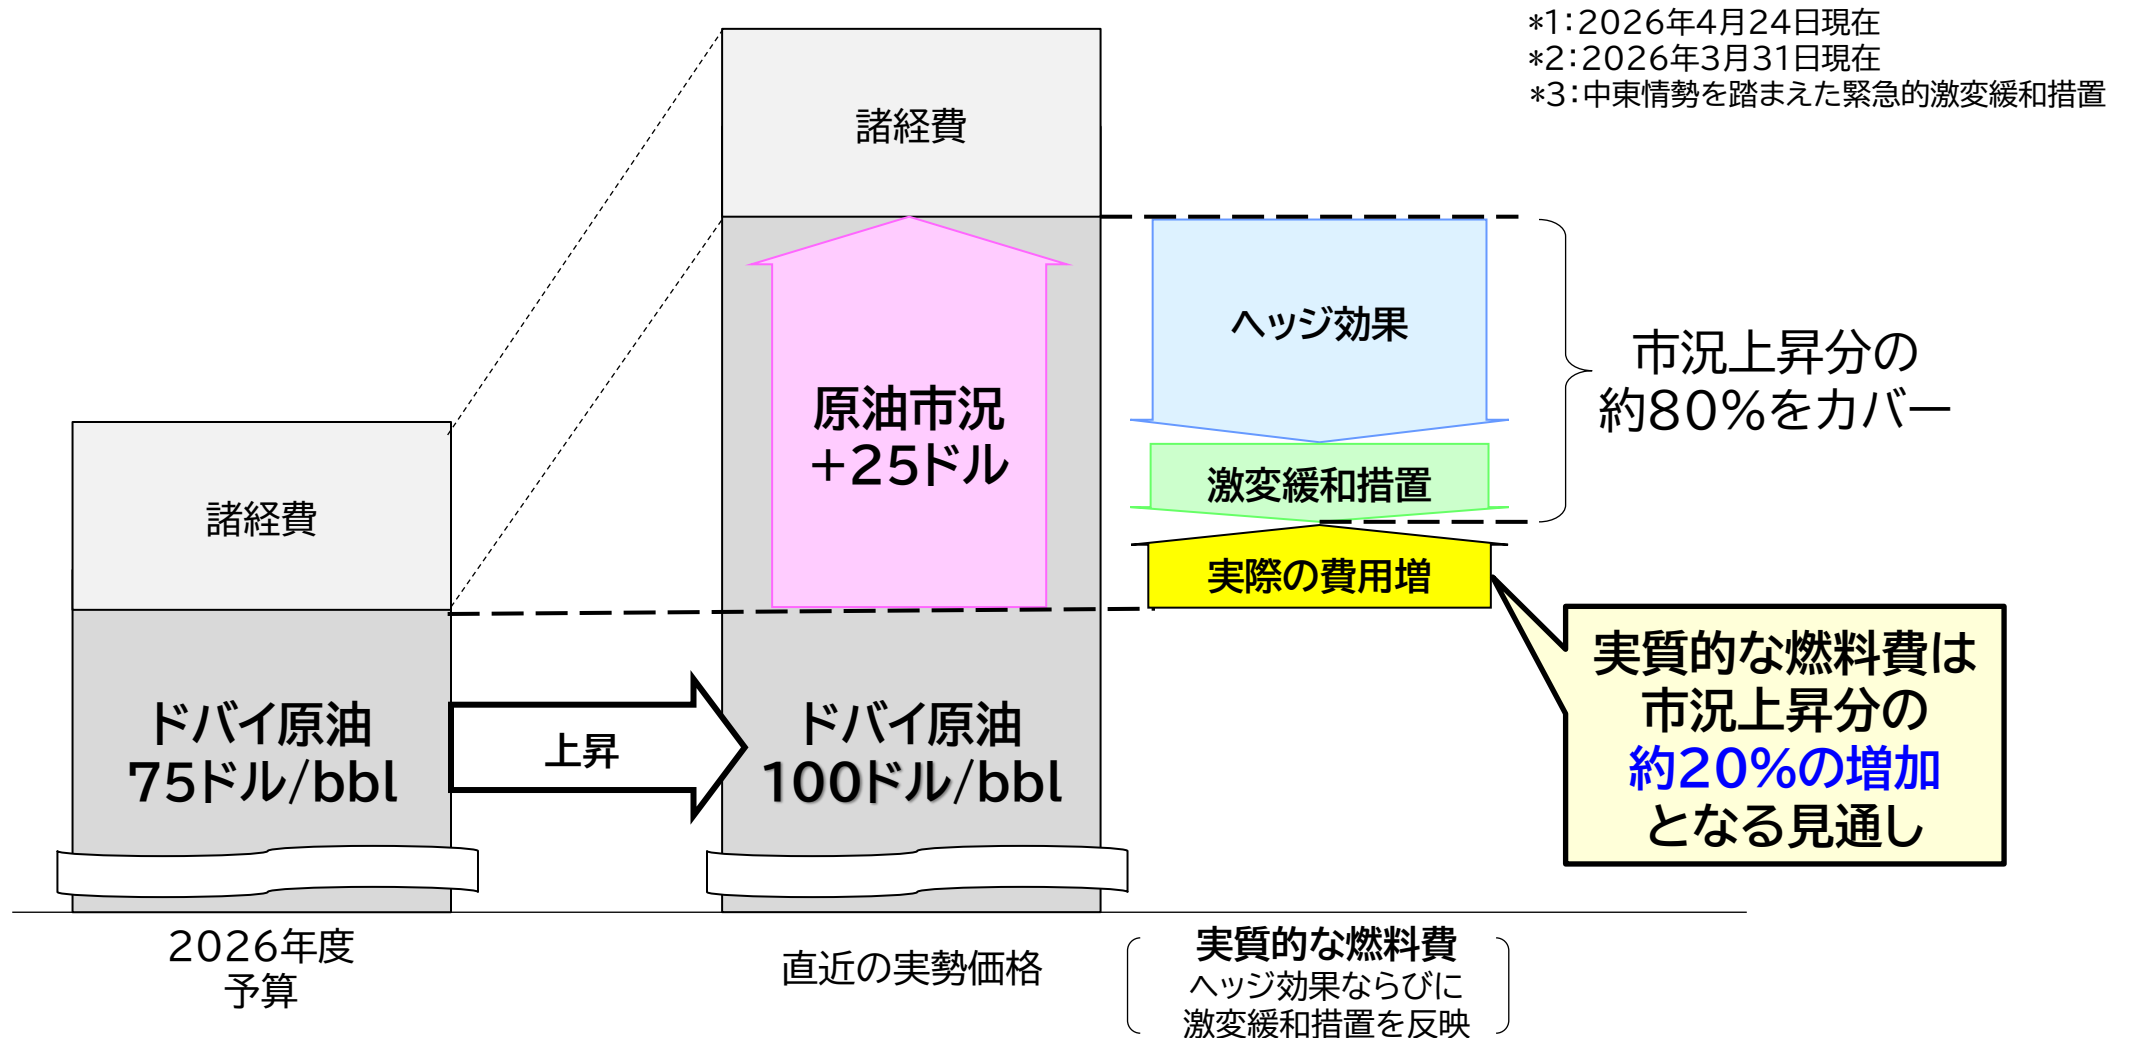 *1:2026年4月24日現在
*2:2026年3月31日現在
*3:中東情勢を踏まえた緊急的激変緩和措置
諸経費
諸経費
ヘッジ効果
市況上昇分の
約80%をカバー
原油市況
+25ドル
激変緩和措置
実際の費用増
実質的な燃料費は
市況上昇分の
約20%の増加
となる見通し
ドバイ原油
75ドル/bbl
上昇
ドバイ原油
100ドル/bbl
2026年度
予算
直近の実勢価格
実質的な燃料費
ヘッジ効果ならびに
激変緩和措置を反映